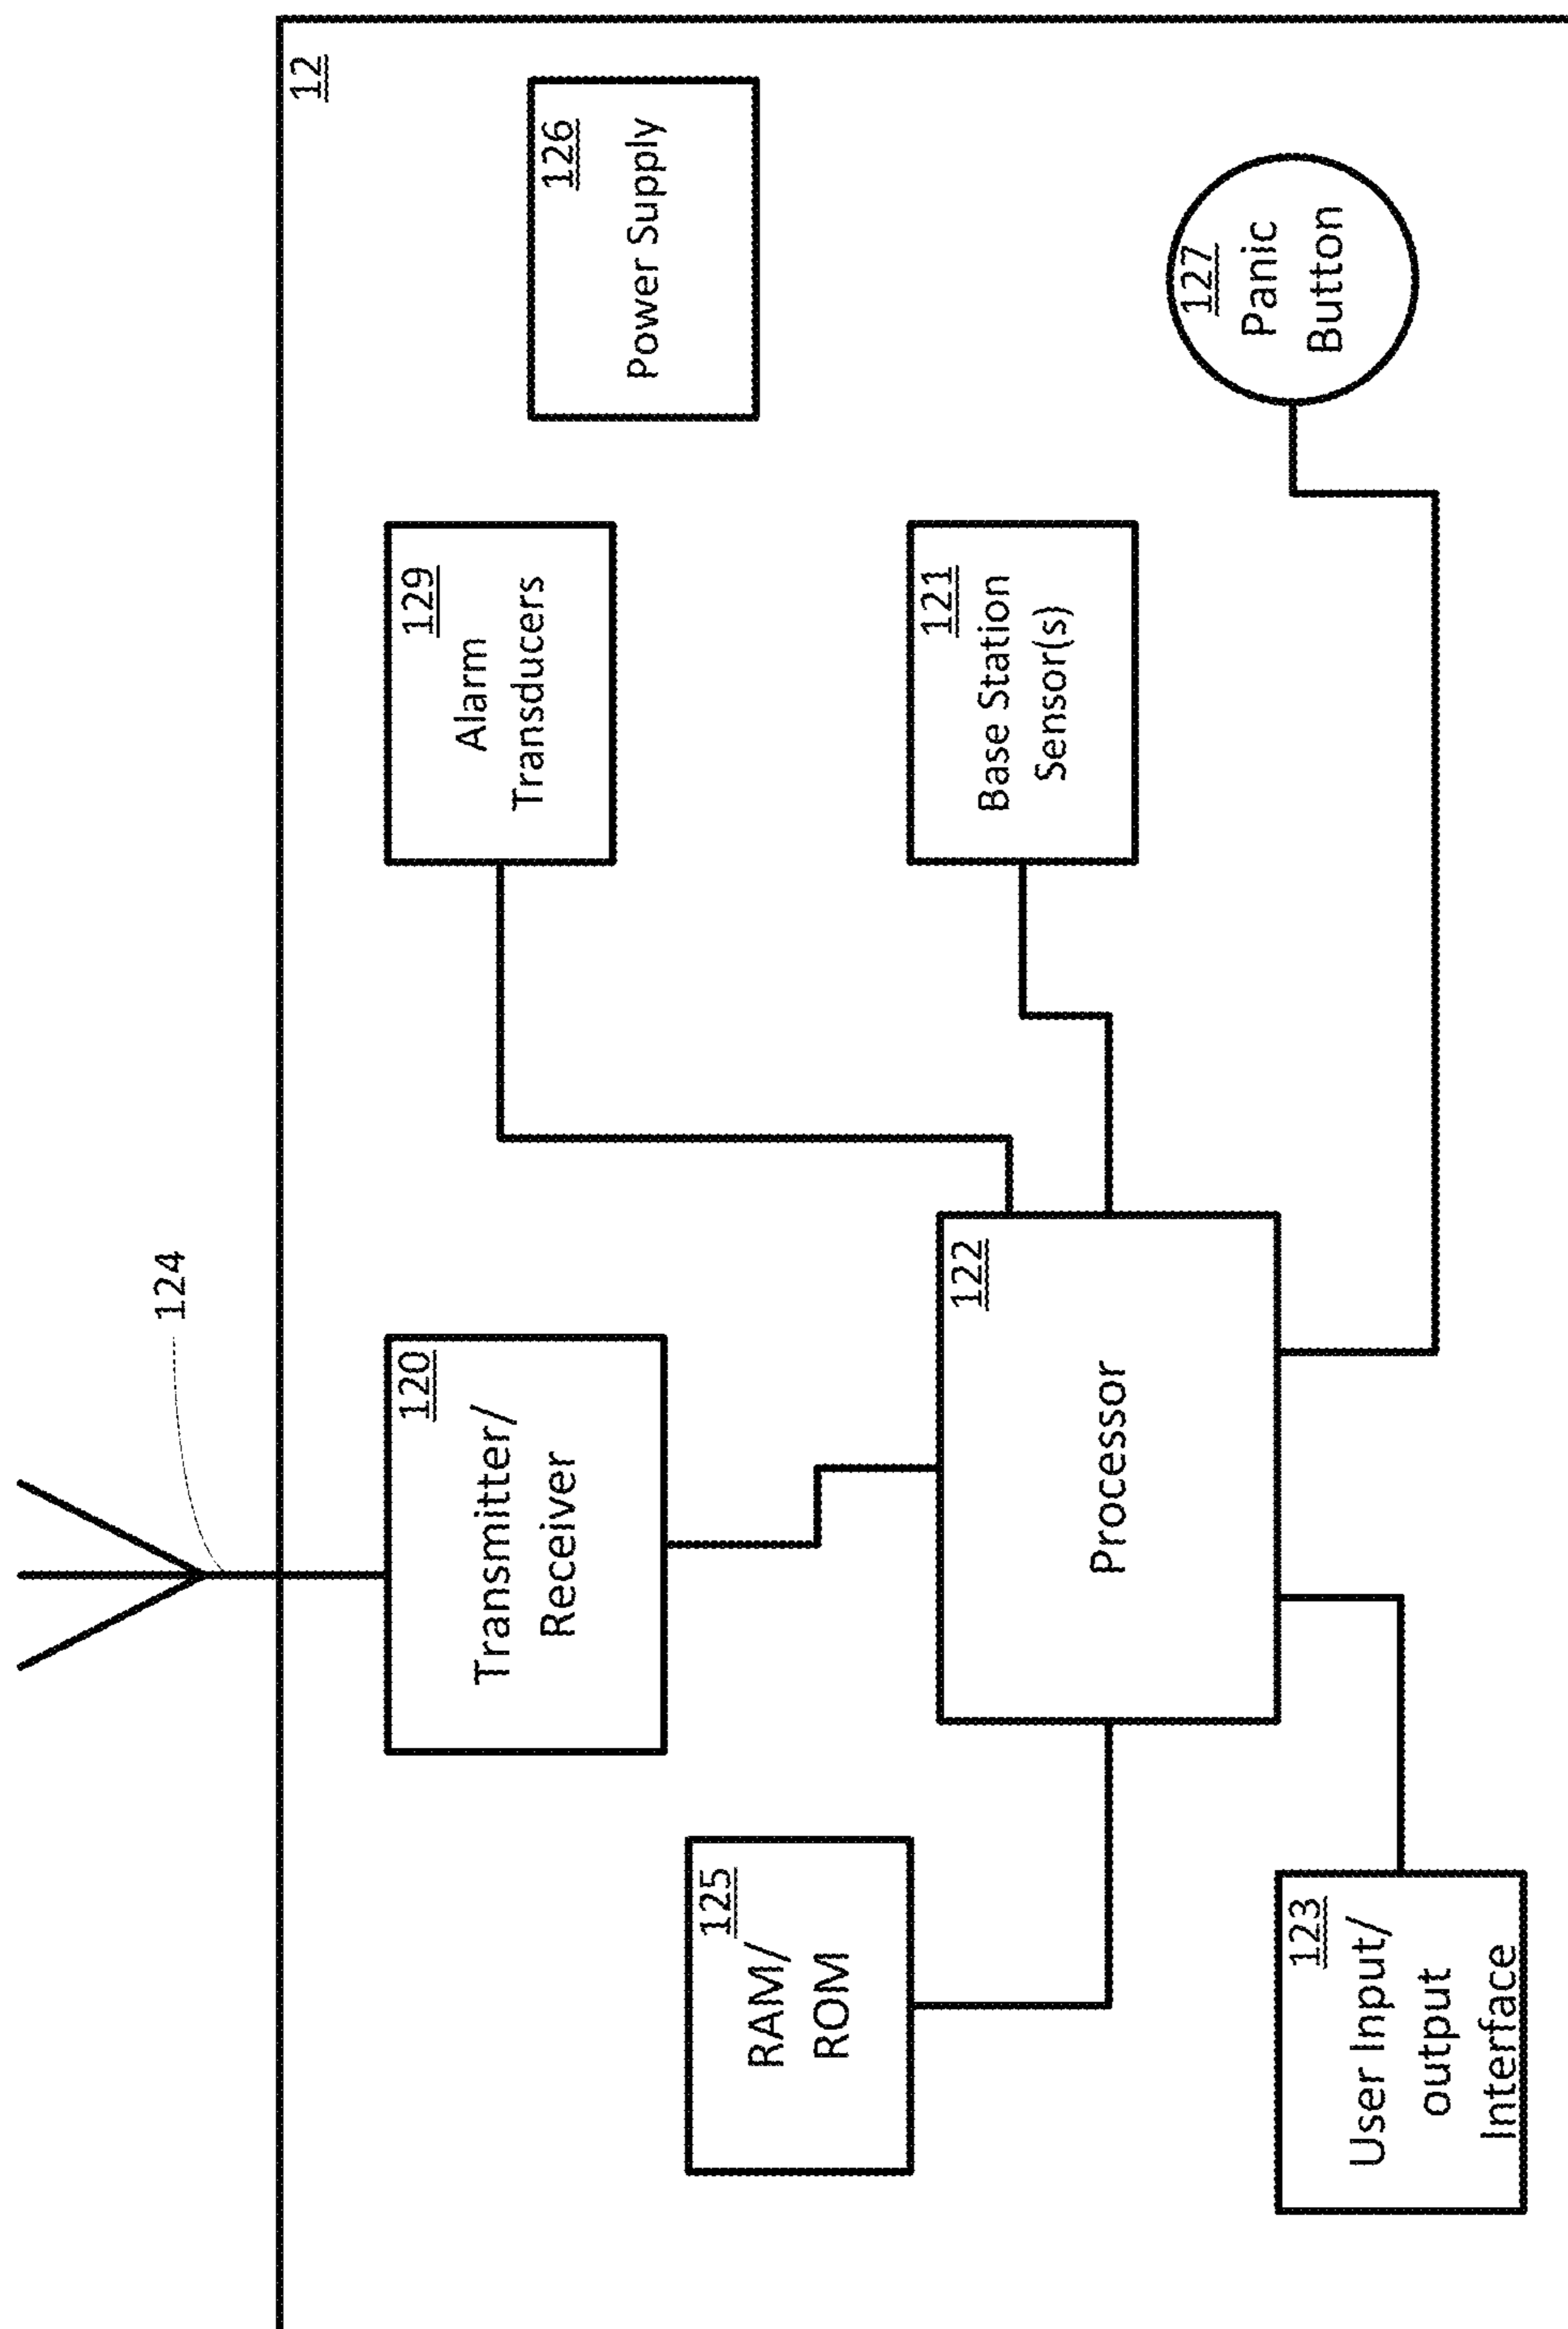 124
12
120
Transmitter/
Receiver
129
Alarm
Transducers
126
Power Supply
125
RAM/
ROM
122
Processor
121
Base Station
Sensor(s)
123
User Input/
output
Interface
127
Panic
Button